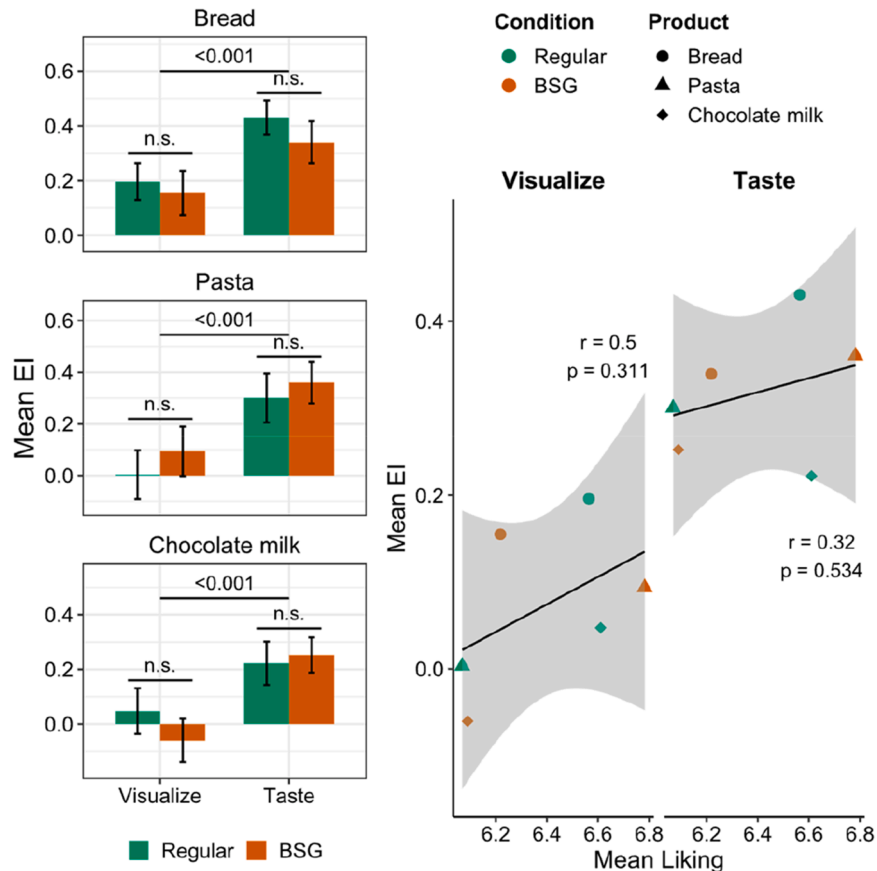 Bread
<0.001
n.s.
n.s.
0.6
0.4
0.2
0.0
Pasta
<0.001
n.s.
n.s.
0.6
0.4
0.2
0.0
Chocolate milk
<0.001
n.s.
n.s.
0.4
0.2
0.0
Mean EI
Visualize Taste
Regular BSG
Condition
Regular
BSG
Product
Bread
Pasta
Chocolate milk
Visualize Taste
r = 0.5
p = 0.311
r = 0.32
p = 0.534
0.4
0.2
0.0
Mean EI
6.2 6.4 6.6 6.8 6.2 6.4 6.6 6.8
Mean Liking